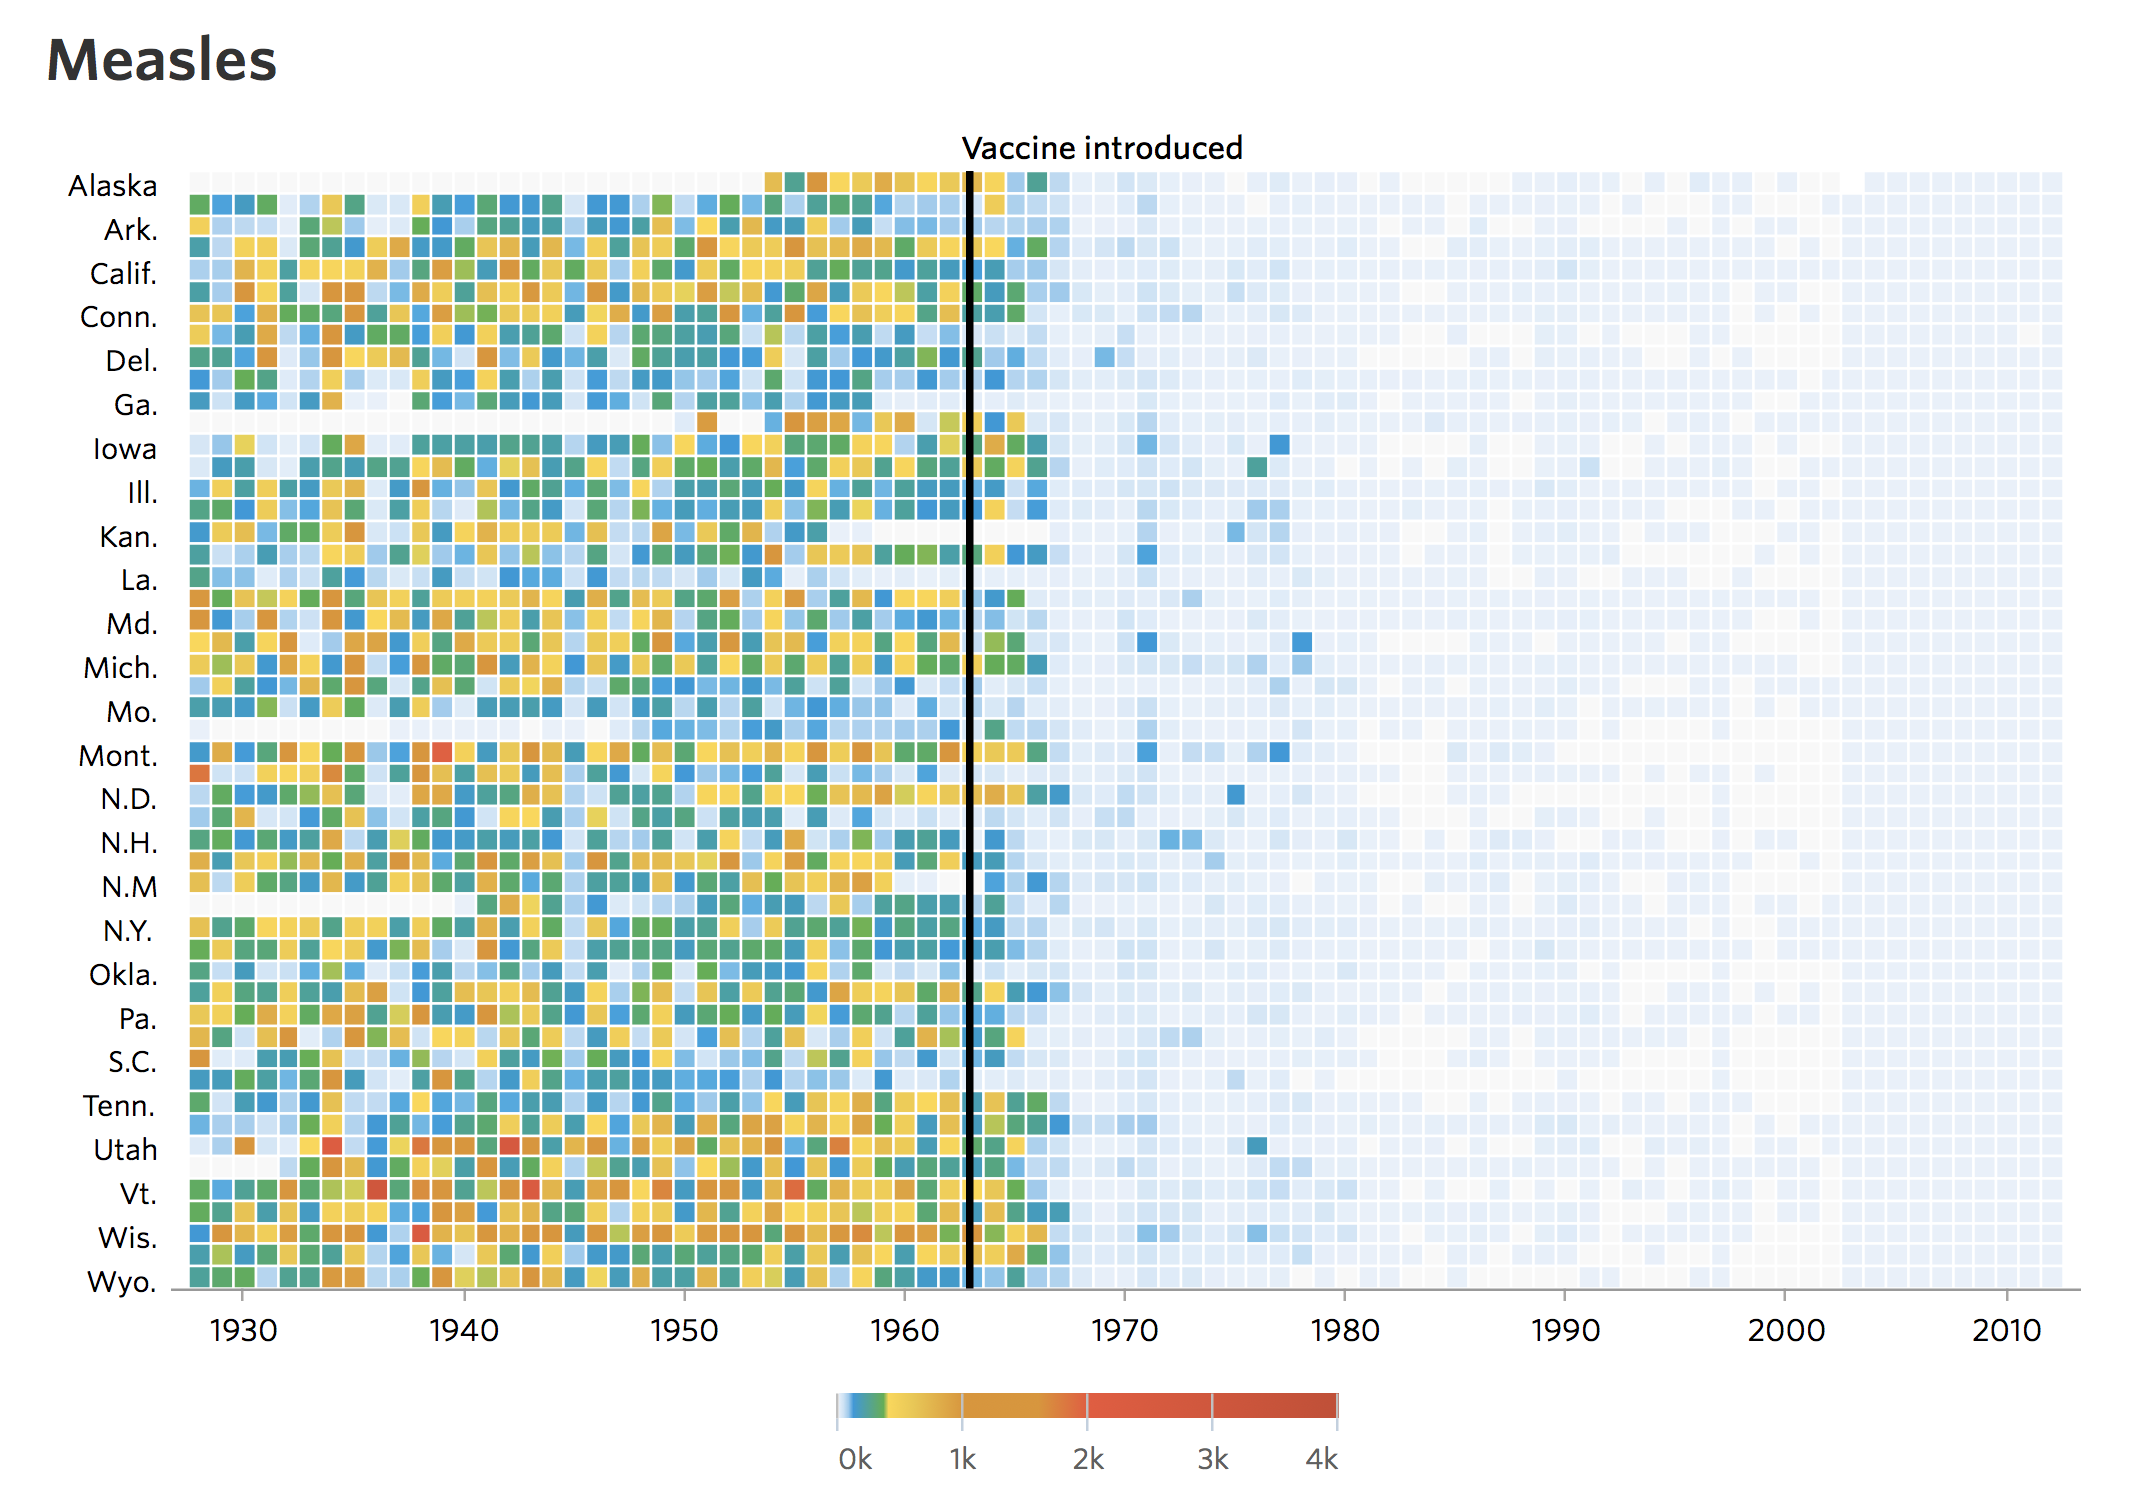 Measles
Vaccine introduced
Alaska
Ark.
Calif.
Conn.
Del.
Ga.
Iowa
Ill.
Kan.
La.
Md.
Mich.
Mo.
Mont.
N.D.
N.H.
N.M
N.Y.
Okla.
Pa.
S.C.
Tenn.
Utah
Vt.
Wis.
Wyo.
1930 1940 1950 1960 1970 1980 1990 2000 2010
0k 1k 2k 3k 4k